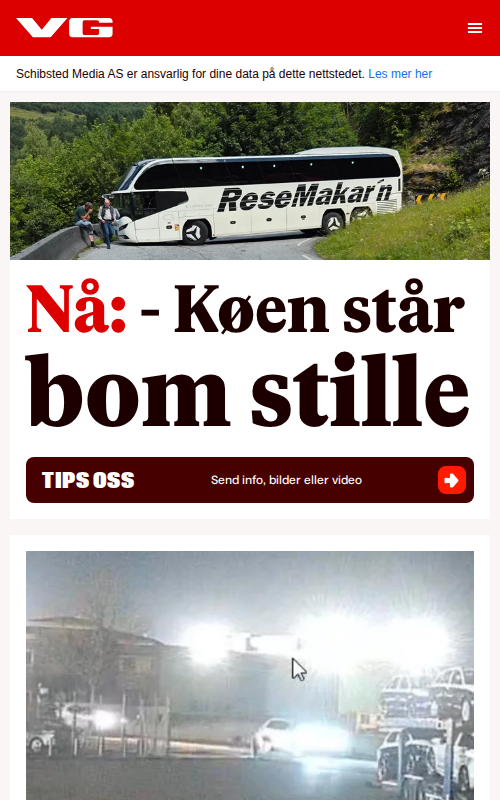 VG
Schibsted Media AS er ansvarlig for dine data på dette nettstedet. Les mer her
ReseMakar'n
Nå: - Køen står
bom stille
TIPS OSS
Send info, bilder eller video